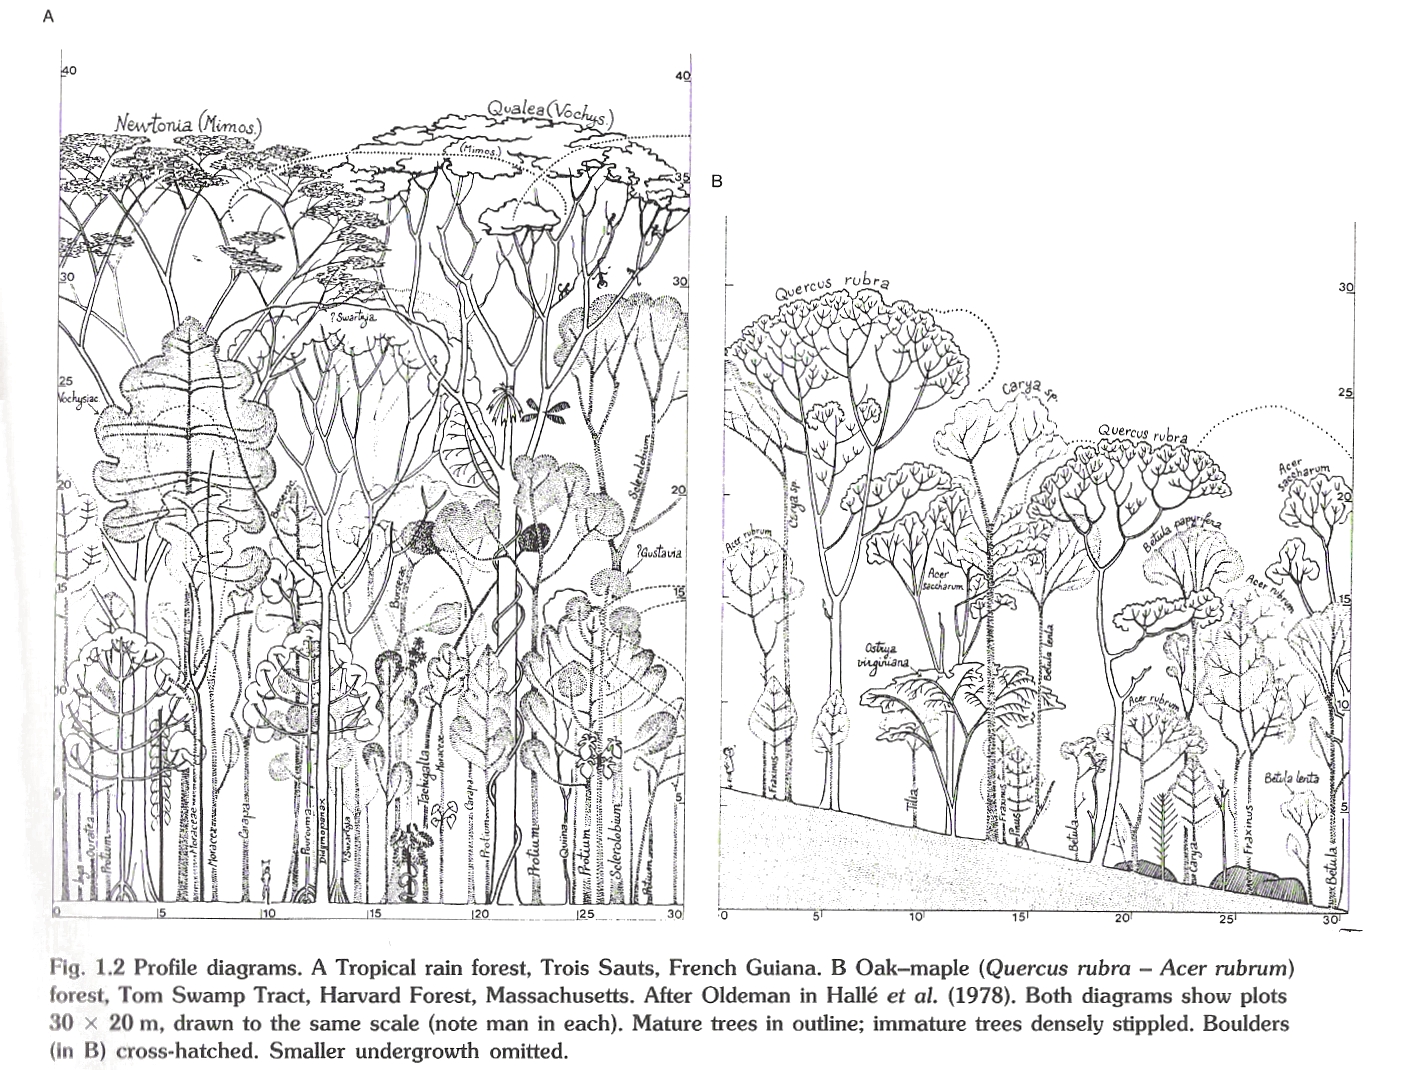 A
40
40
Newtonia (Mimos.)
Qualea (Vochys.)
(Mimos.)
35
30
30
?Swartzia
25
Vochysiac
20
20
Burserac.
Sclerolobium
?Gustavia
15
15
Burserac.
10
5
5
Inga
Ouratea
Protium
Moraceae
Moracea
Carapa
Pourouma
Didymopanax
?Swartzia
Tachigalia
Moraceae
Carapa
Protium
Protium
Quiina
Protium
Sclerolobium
Protium
0 5 10 15 20 25 30
B
30
Quercus rubra
Carya sp.
25
Quercus rubra
Acer saccharum
20
Carya sp.
Betula papyrifera
Acer rubrum
Acer saccharum
Acer rubrum
15
Ostrya virginiana
Betula lenta
10
Acer rubrum
Betula lenta
5
Fraxinus
Tilia
Fraxinus
Pinus
Betula
Carya
Fraxinus
Betula
0 5 10 15 20 25 30
Fig. 1.2 Profile diagrams. A Tropical rain forest, Trois Sauts, French Guiana. B Oak–maple (Quercus rubra – Acer rubrum)
forest, Tom Swamp Tract, Harvard Forest, Massachusetts. After Oldeman in Hallé et al. (1978). Both diagrams show plots
30 × 20 m, drawn to the same scale (note man in each). Mature trees in outline; immature trees densely stippled. Boulders
(in B) cross-hatched. Smaller undergrowth omitted.